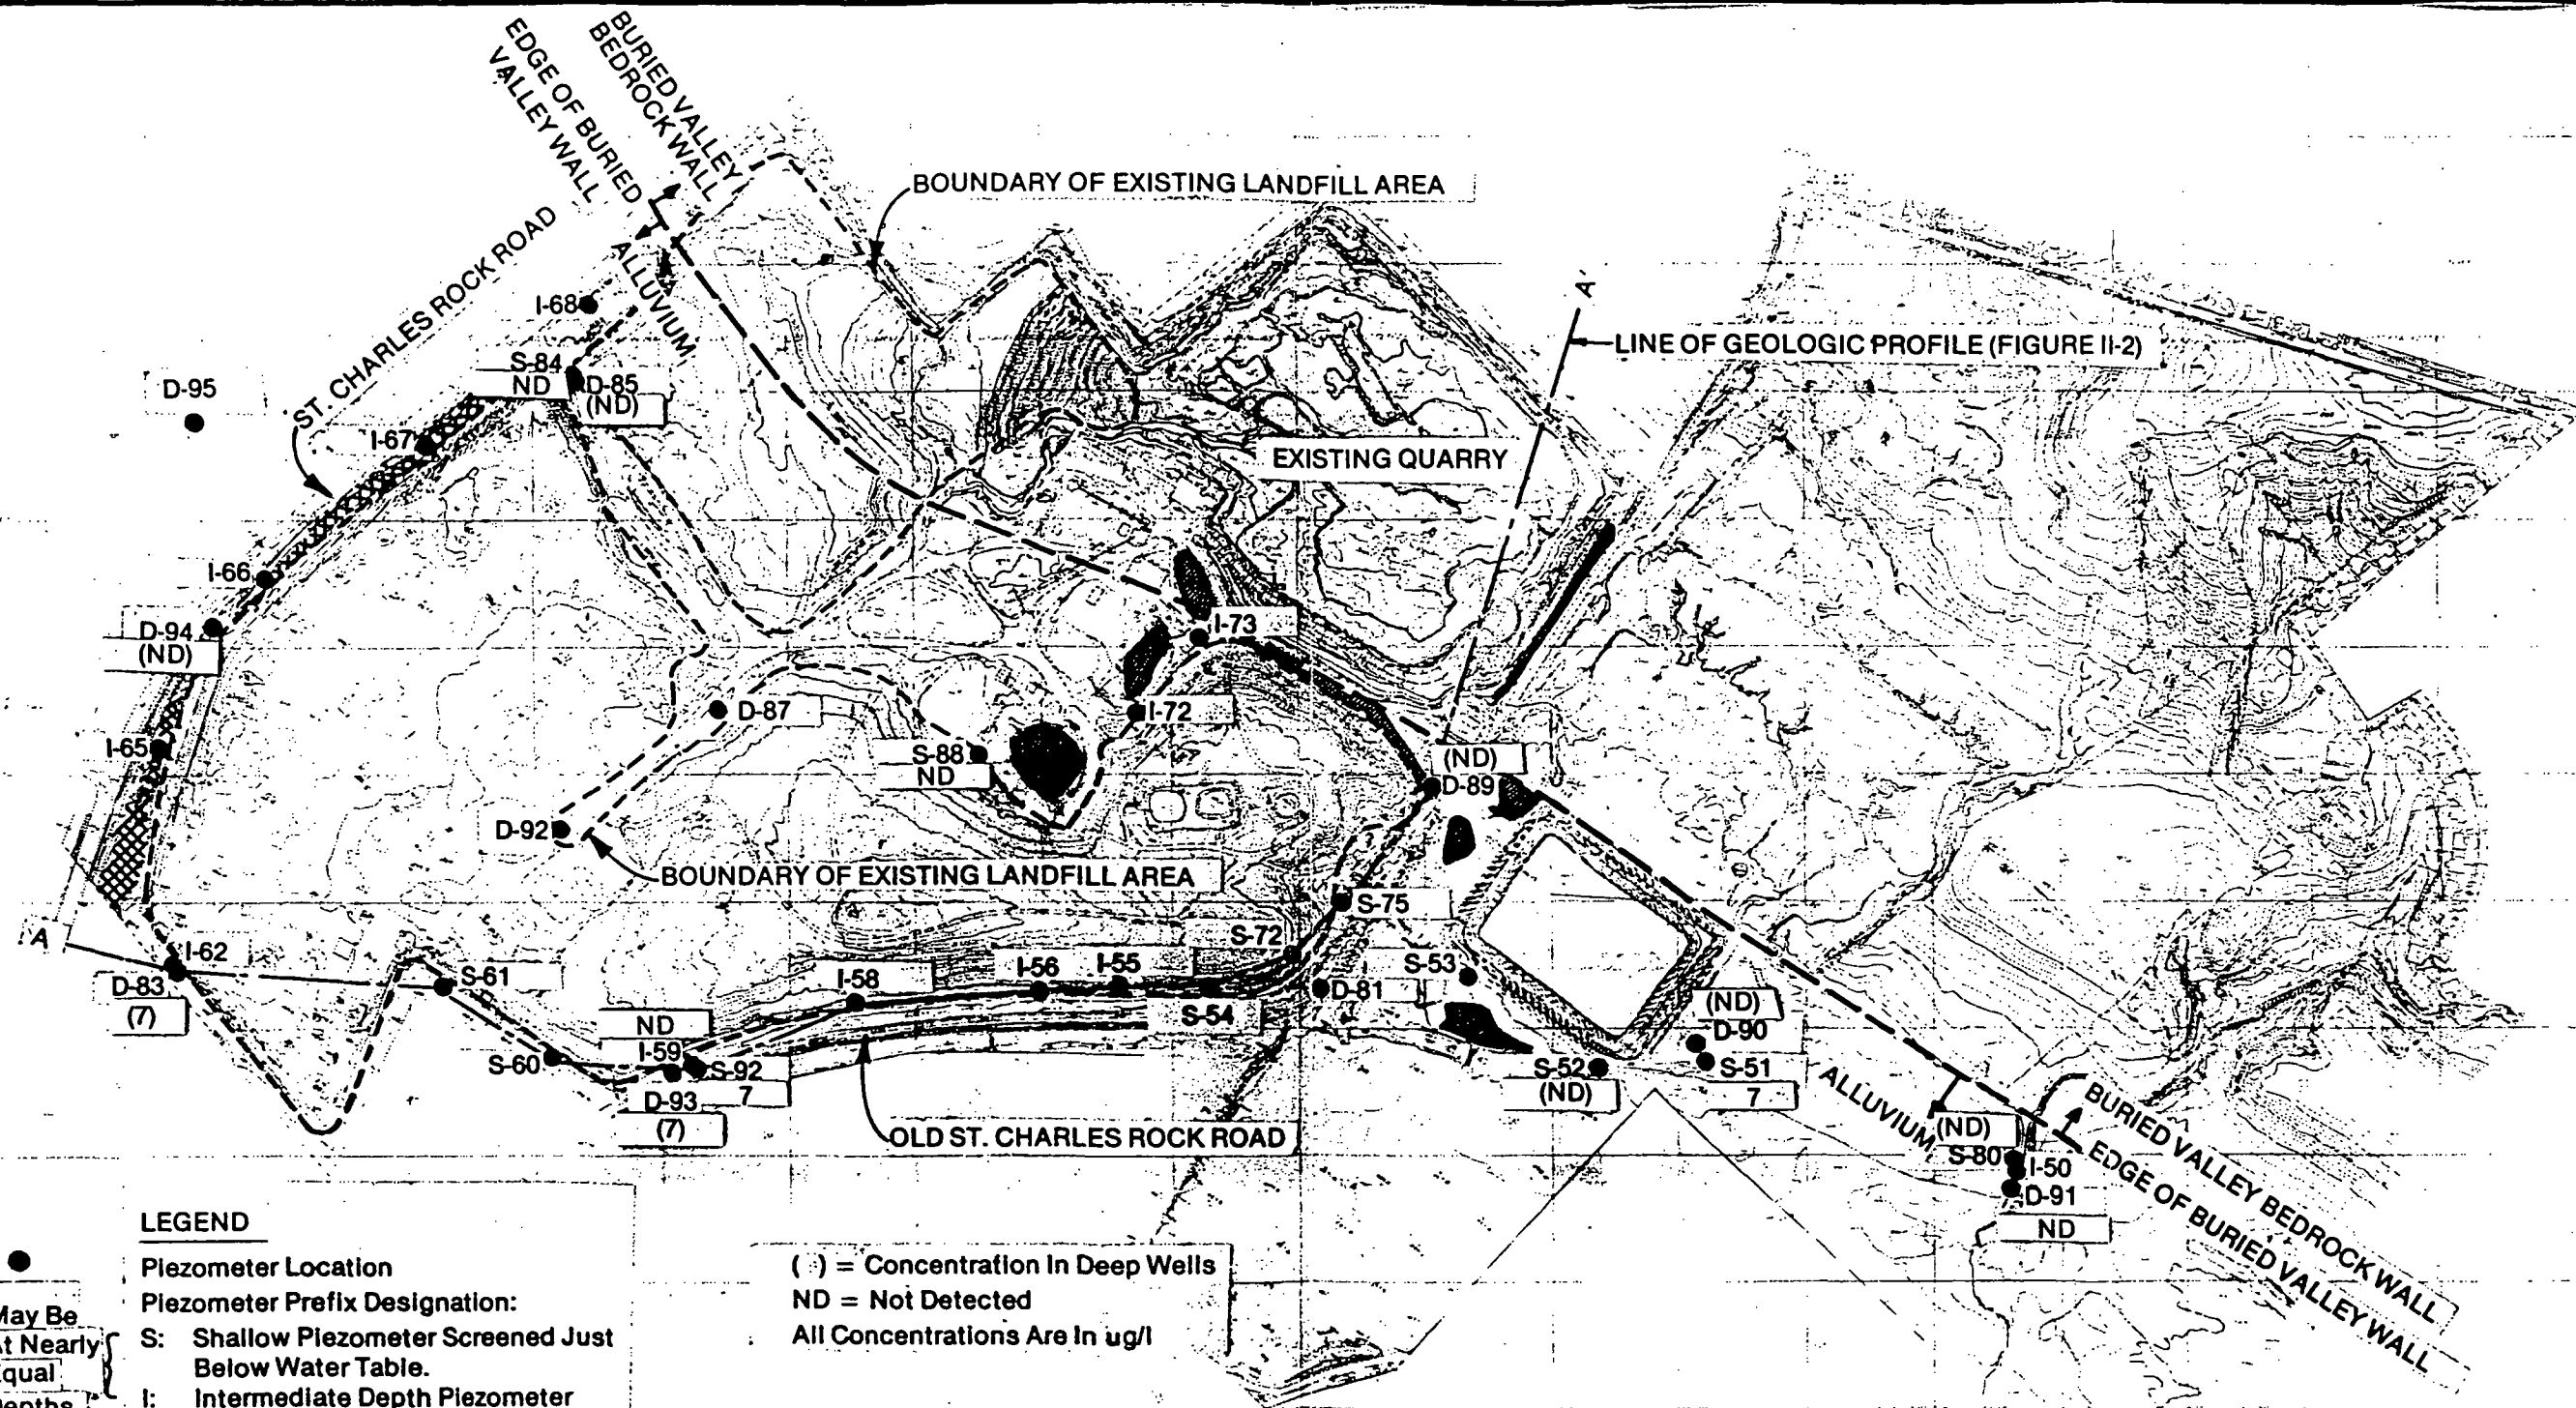 BURIED VALLEY
BEDROCK WALL
EDGE OF BURIED
VALLEY WALL
ALLUVIUM
BOUNDARY OF EXISTING LANDFILL AREA
ST. CHARLES ROCK ROAD
A'
LINE OF GEOLOGIC PROFILE (FIGURE II-2)
I-68
S-84
ND
D-85
(ND)
D-95
I-67
EXISTING QUARRY
I-66
D-94
(ND)
I-73
D-87
I-72
I-65
S-88
ND
(ND)
D-89
D-92
BOUNDARY OF EXISTING LANDFILL AREA
S-75
A
I-62
S-72
D-83
(7)
S-61
I-58
I-56
I-55
S-53
S-54
D-81
ND
I-59
S-60
S-92
7
D-93
(7)
(ND)
D-90
S-52
(ND)
S-51
7
OLD ST. CHARLES ROCK ROAD
ALLUVIUM
(ND)
S-80
I-50
D-91
ND
BURIED VALLEY BEDROCK WALL
EDGE OF BURIED VALLEY WALL
LEGEND
Piezometer Location
Piezometer Prefix Designation:
May Be
At Nearly
Equal
Depths
S: Shallow Piezometer Screened Just
Below Water Table.
I: Intermediate Depth Piezometer
( ) = Concentration In Deep Wells
ND = Not Detected
All Concentrations Are In ug/l